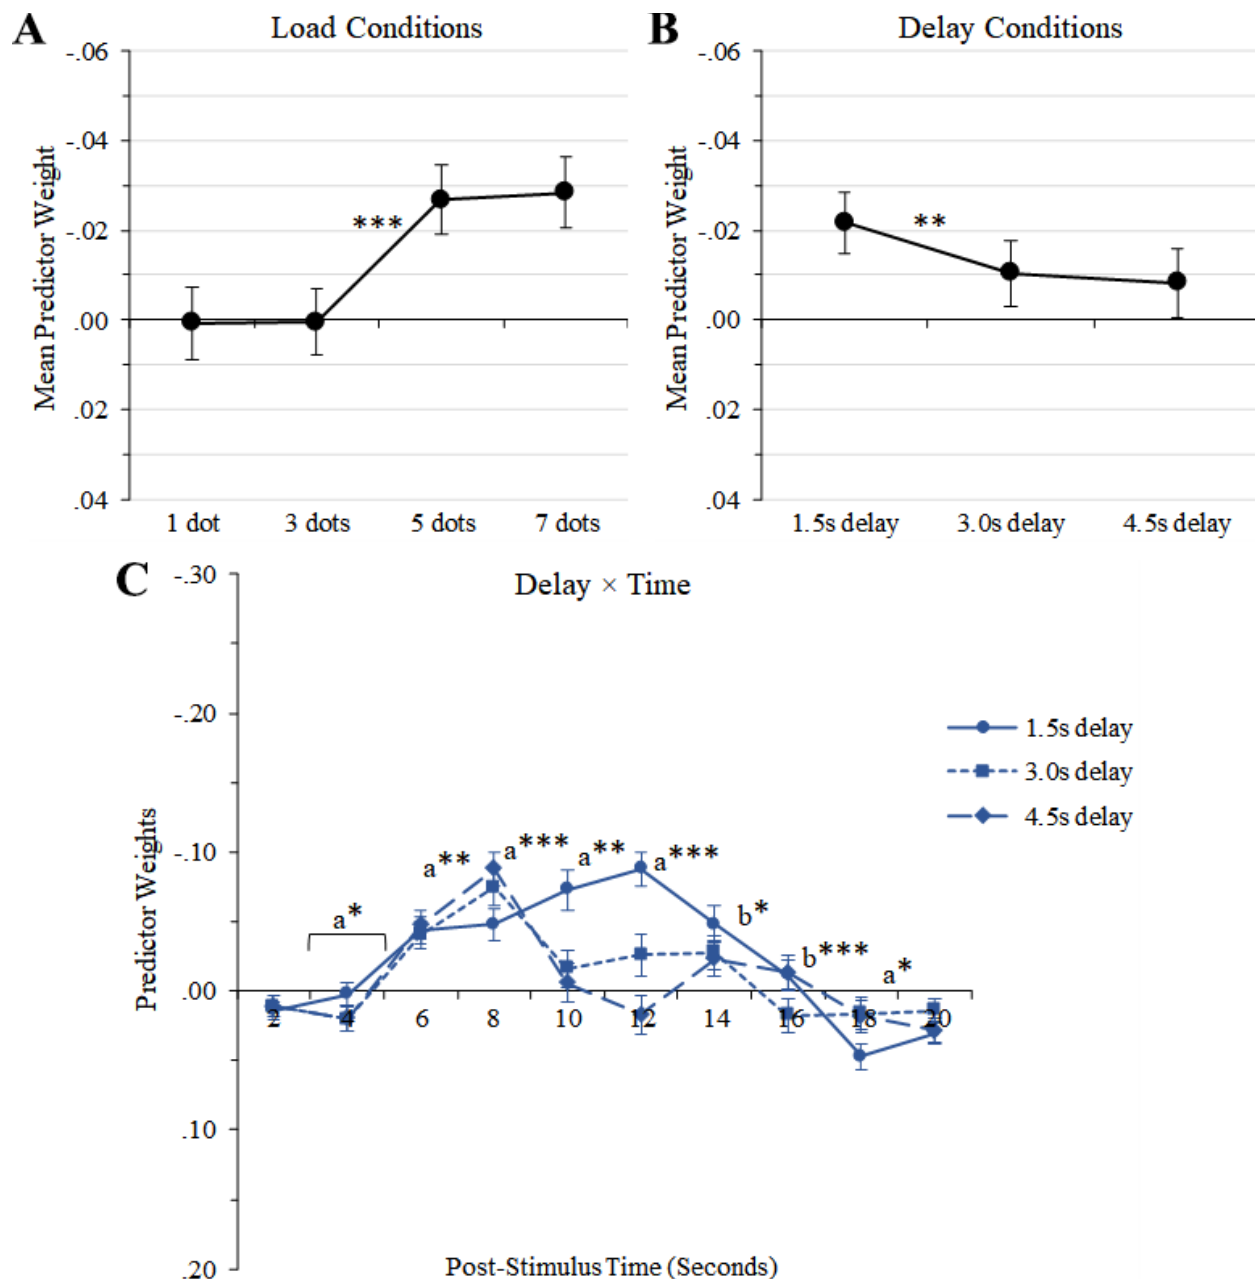 A
Load Conditions
Mean Predictor Weight
-.06
-.04
-.02
.00
.02
.04
***
1 dot
3 dots
5 dots
7 dots
B
Delay Conditions
Mean Predictor Weight
-.06
-.04
-.02
.00
.02
.04
**
1.5s delay
3.0s delay
4.5s delay
C
Delay × Time
Predictor Weights
-.30
-.20
-.10
.00
.10
.20
1.5s delay
3.0s delay
4.5s delay
a*
a**
a***
a**
a***
b*
b***
a*
2
4
6
8
10
12
14
16
18
20
Post-Stimulus Time (Seconds)